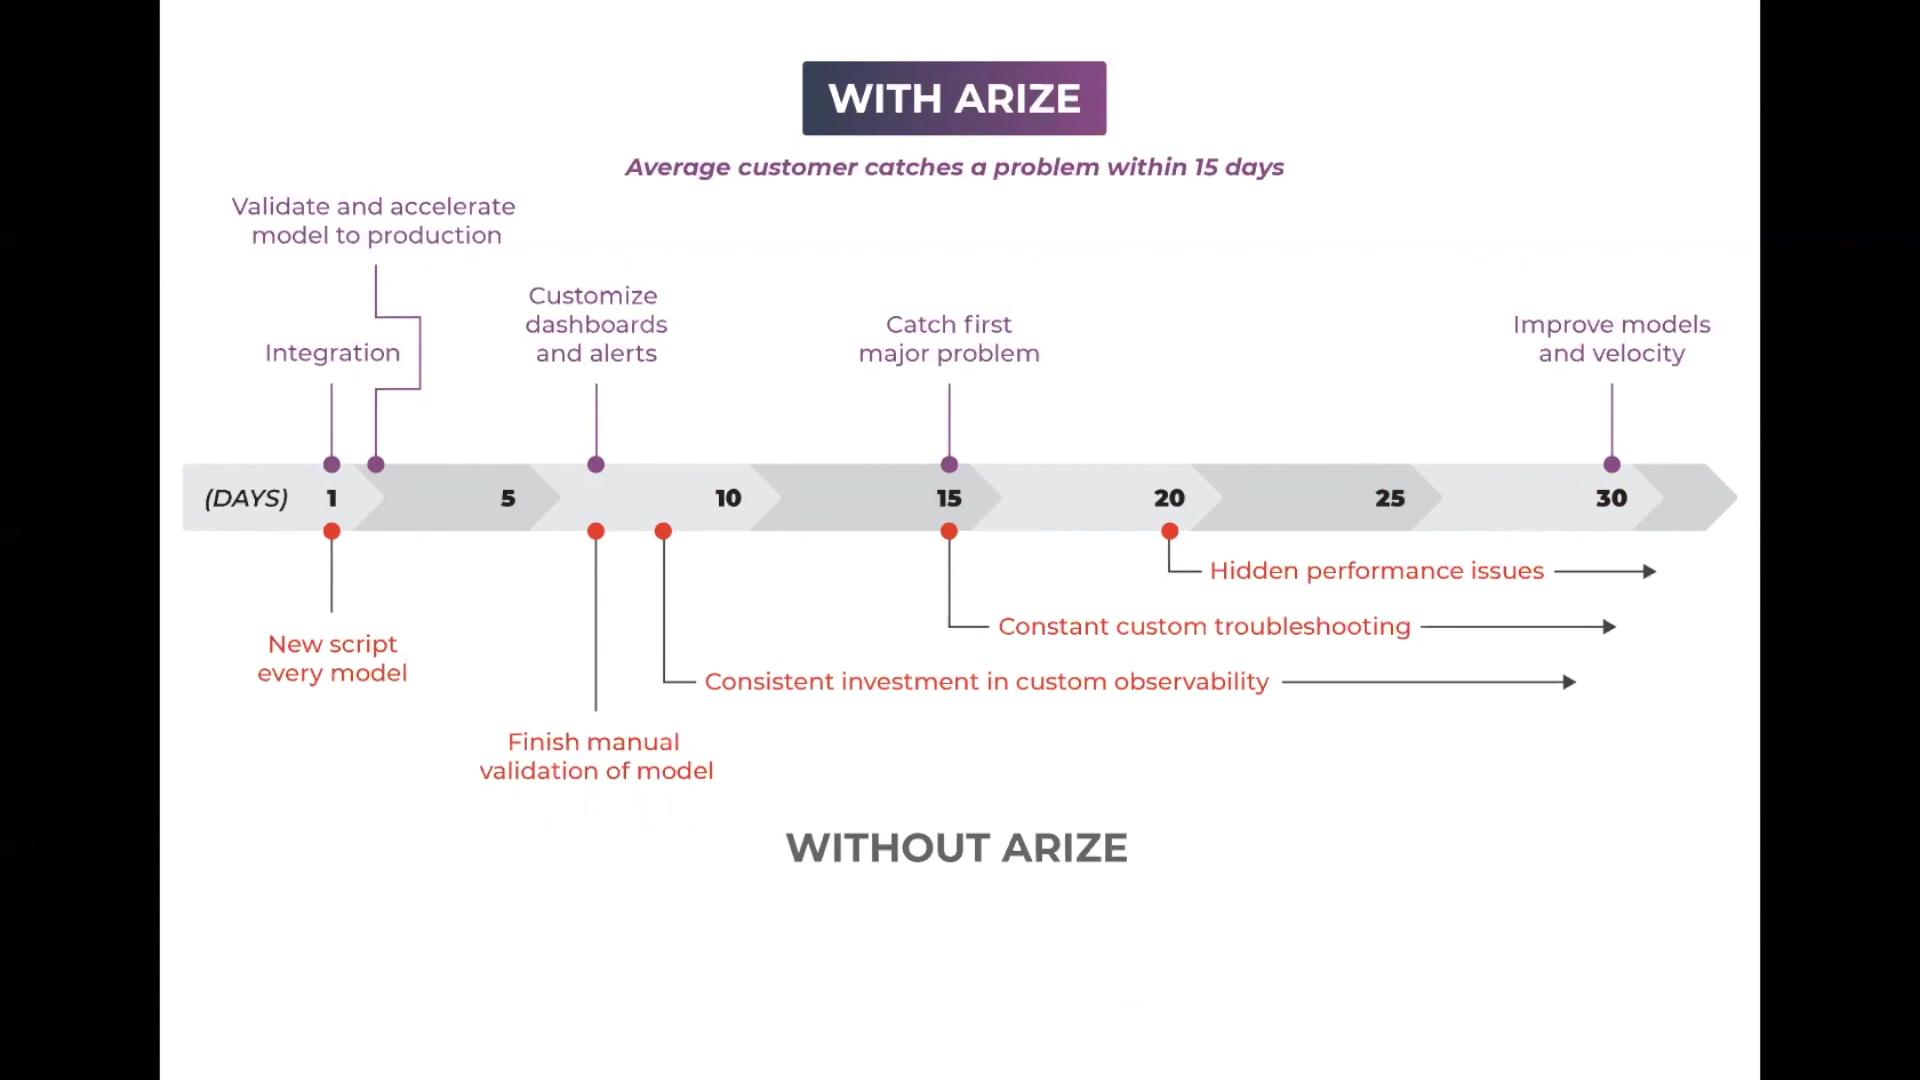 WITH ARIZE
Average customer catches a problem within 15 days
Validate and accelerate
model to production
Integration
Customize
dashboards
and alerts
Catch first
major problem
Improve models
and velocity
(DAYS) 1 5 10 15 20 25 30
New script
every model
Finish manual
validation of model
Consistent investment in custom observability
Constant custom troubleshooting
Hidden performance issues
WITHOUT ARIZE